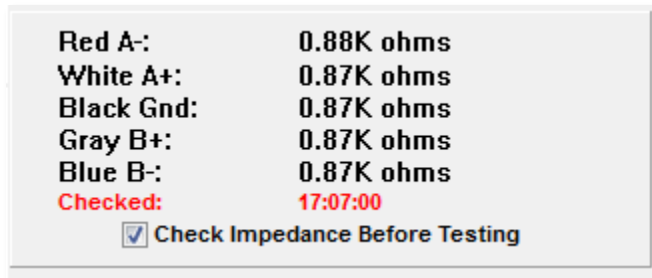 Red A-: 0.88K ohms
White A+: 0.87K ohms
Black Gnd: 0.87K ohms
Gray B+: 0.87K ohms
Blue B-: 0.87K ohms
Checked: 17:07:00
Check Impedance Before Testing